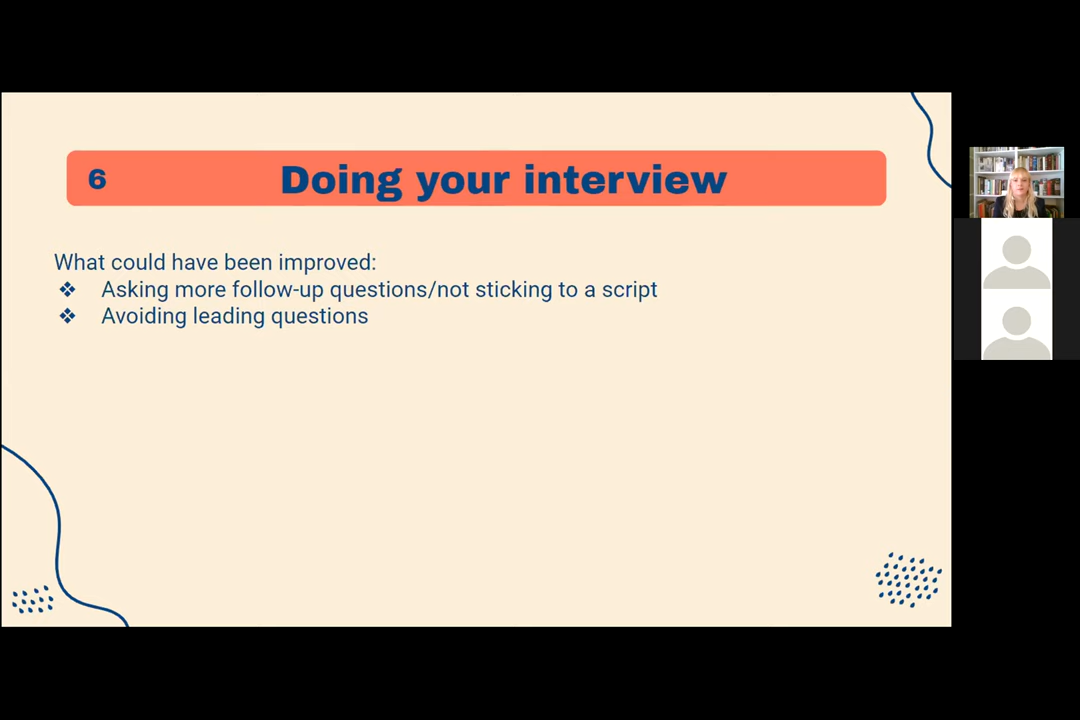 6
Doing your interview
What could have been improved:
❖ Asking more follow-up questions/not sticking to a script
❖ Avoiding leading questions